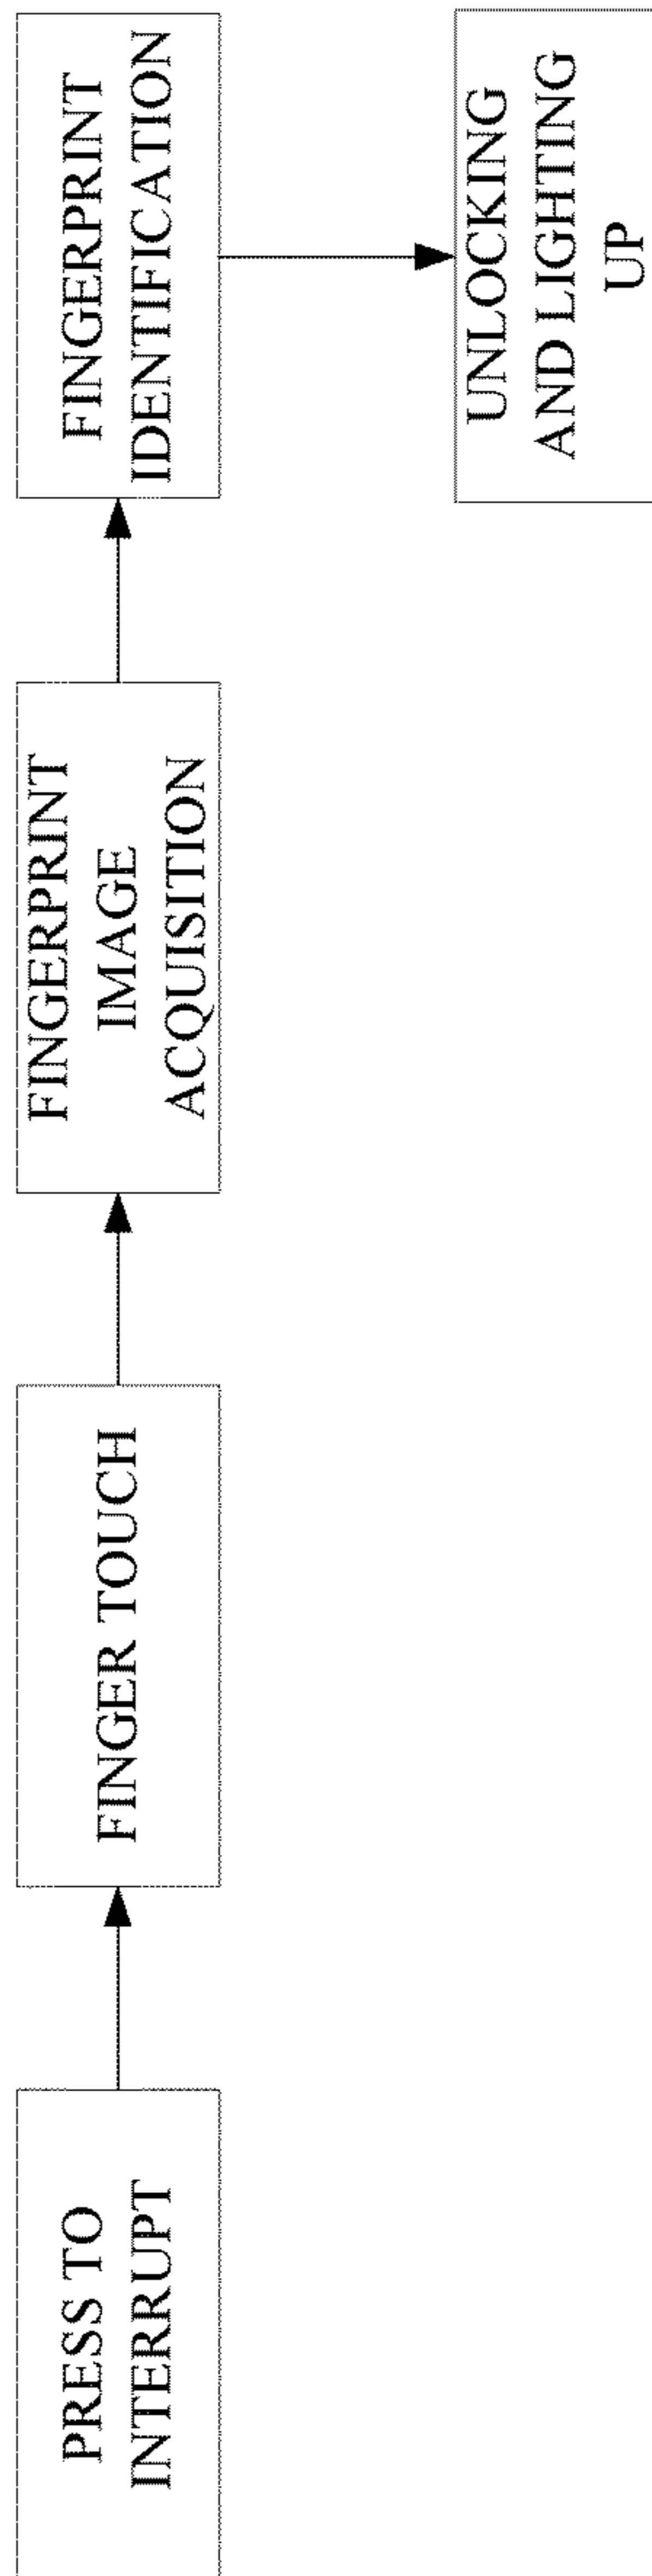 PRESS TO
INTERRUPT
FINGER TOUCH
FINGERPRINT
IMAGE
ACQUISITION
FINGERPRINT
IDENTIFICATION
UNLOCKING
AND LIGHTING
UP